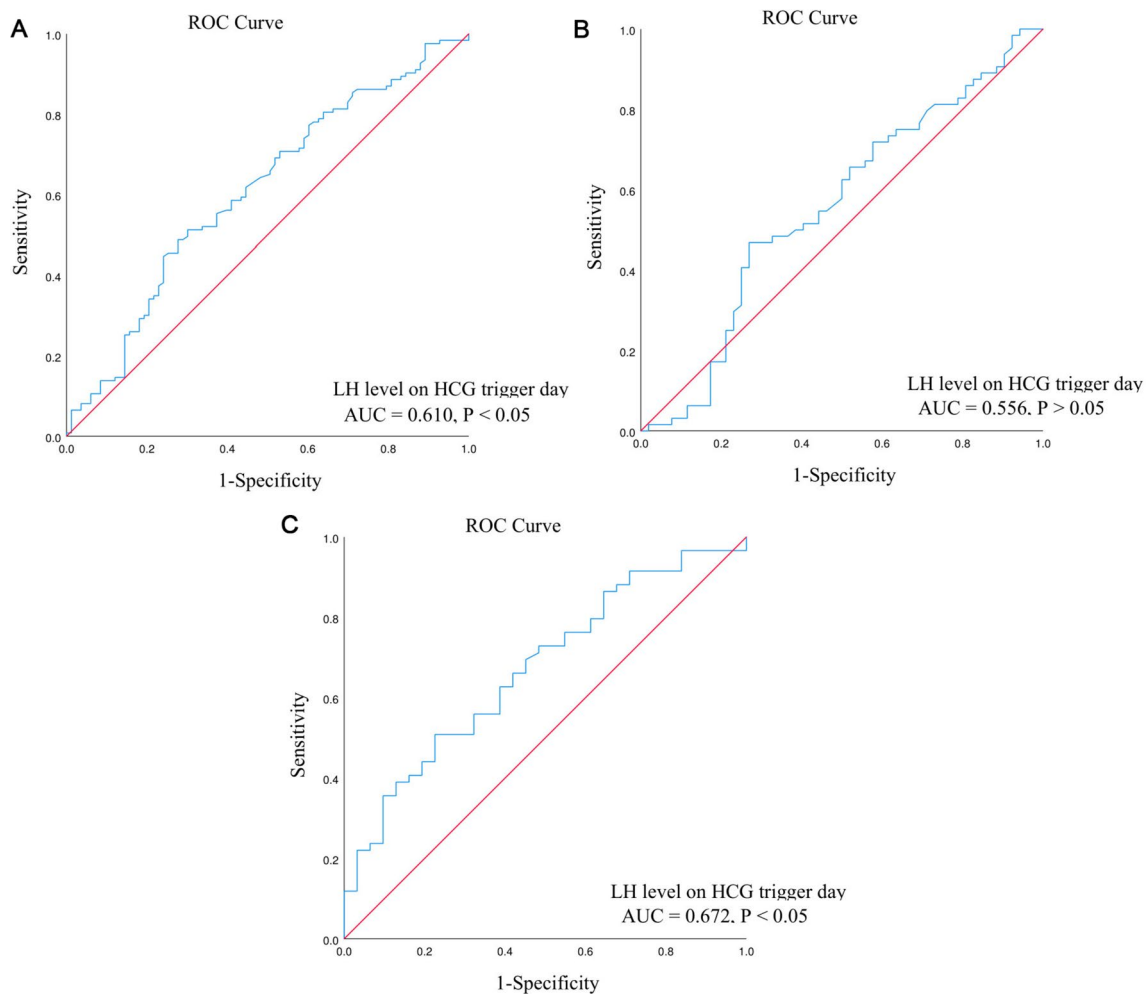 A
ROC Curve
1.0
0.8
0.6
0.4
0.2
0.0
Sensitivity
LH level on HCG trigger day
AUC = 0.610, P < 0.05
0.0 0.2 0.4 0.6 0.8 1.0
1-Specificity
B
ROC Curve
1.0
0.8
0.6
0.4
0.2
0.0
Sensitivity
LH level on HCG trigger day
AUC = 0.556, P > 0.05
0.0 0.2 0.4 0.6 0.8 1.0
1-Specificity
C
ROC Curve
1.0
0.8
0.6
0.4
0.2
0.0
Sensitivity
LH level on HCG trigger day
AUC = 0.672, P < 0.05
0.0 0.2 0.4 0.6 0.8 1.0
1-Specificity